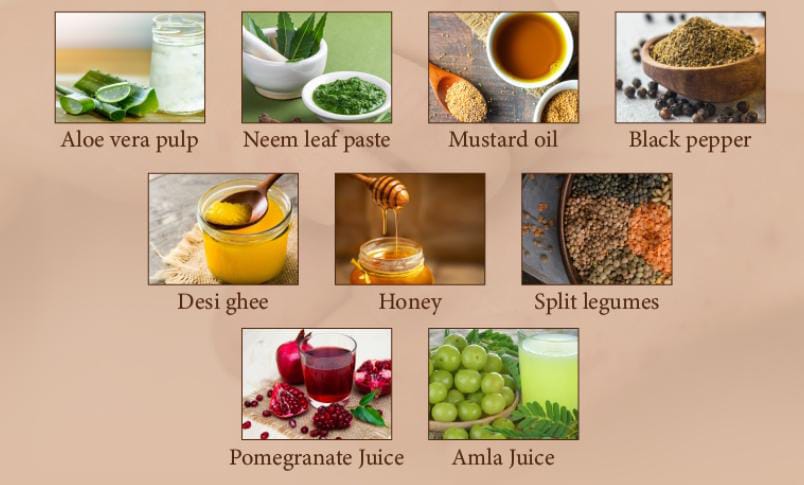 Aloe vera pulp
Neem leaf paste
Mustard oil
Black pepper
Desi ghee
Honey
Split legumes
Pomegranate Juice
Amla Juice